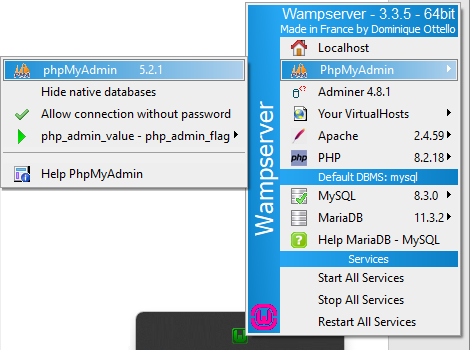 phpMyAdmin 5.2.1
Hide native databases
Allow connection without password
php_admin_value - php_admin_flag
Help PhpMyAdmin
Wampserver - 3.3.5 - 64bit
Made in France by Dominique Ottello
Wampserver
Localhost
PhpMyAdmin
Adminer 4.8.1
Your VirtualHosts
Apache 2.4.59
php PHP 8.2.18
Default DBMS: mysql
MySQL 8.3.0
MariaDB 11.3.2
Help MariaDB - MySQL
Services
Start All Services
Stop All Services
Restart All Services